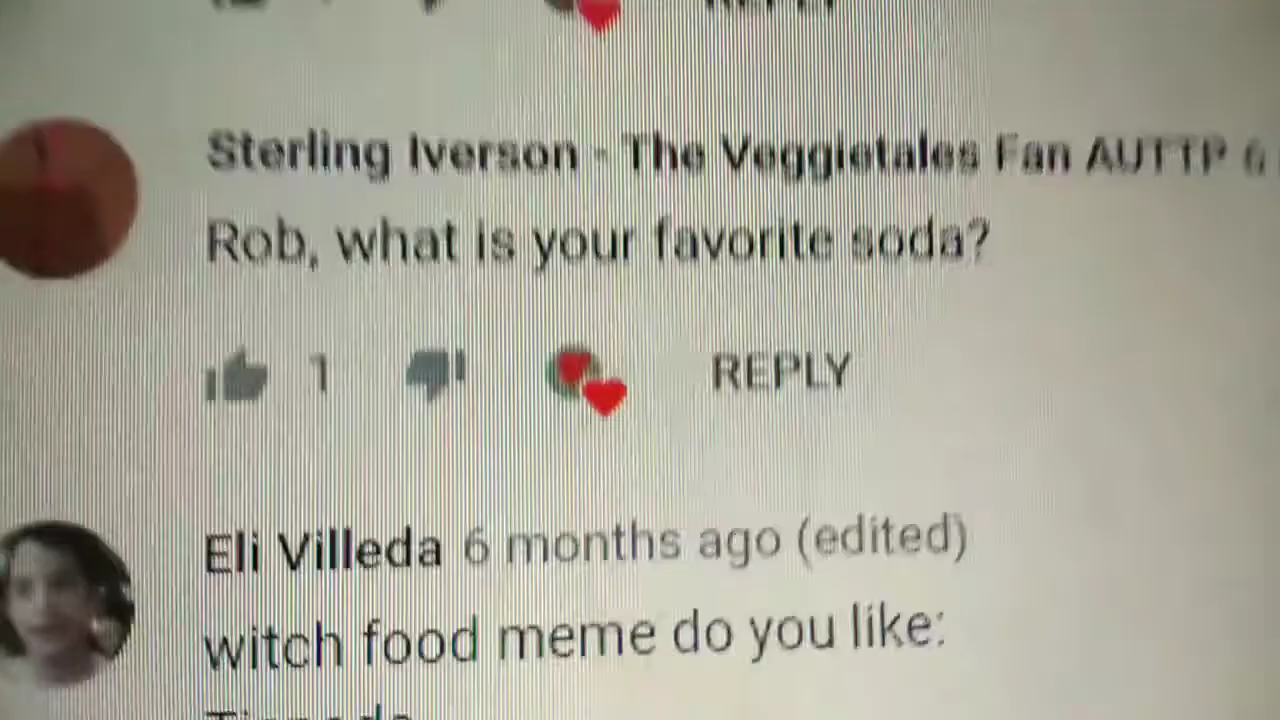 REPLY
Sterling Iverson - The Veggietales Fan AUTTP 6
Rob, what is your favorite soda?
1 REPLY
Eli Villeda 6 months ago (edited)
witch food meme do you like: